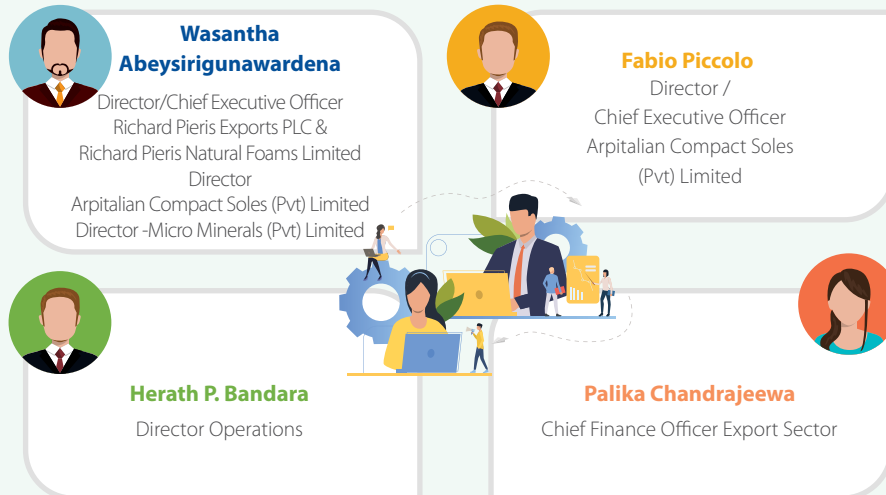 Wasantha
Abeysirigunawardena
Director/Chief Executive Officer
Richard Pieris Exports PLC &
Richard Pieris Natural Foams Limited
Director
Arpitalian Compact Soles (Pvt) Limited
Director -Micro Minerals (Pvt) Limited
Fabio Piccolo
Director /
Chief Executive Officer
Arpitalian Compact Soles
(Pvt) Limited
Herath P. Bandara
Director Operations
Palika Chandrajeewa
Chief Finance Officer Export Sector